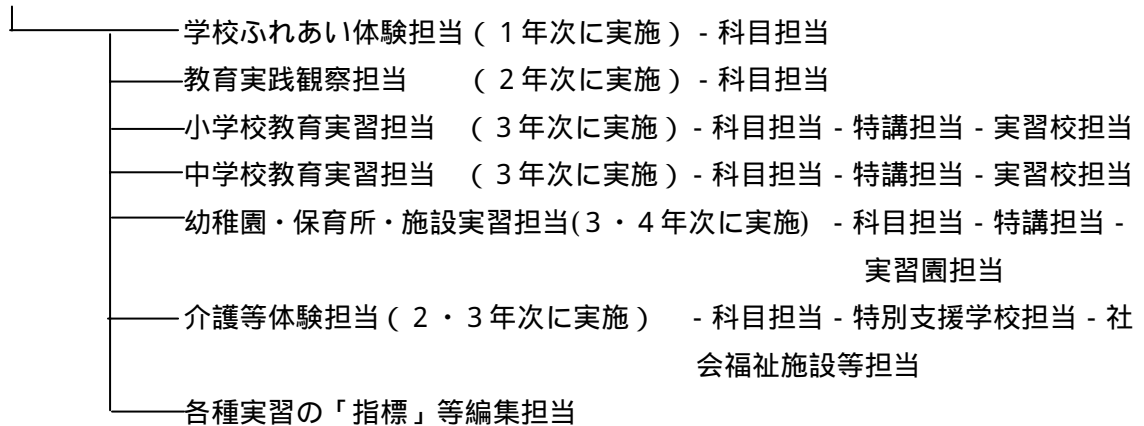 学校ふれあい体験担当(1年次に実施)-科目担当
教育実践観察担当 (2年次に実施)-科目担当
小学校教育実習担当 (3年次に実施)-科目担当-特講担当-実習校担当
中学校教育実習担当 (3年次に実施)-科目担当-特講担当-実習校担当
幼稚園・保育所・施設実習担当(3・4年次に実施) -科目担当-特講担当-
実習園担当
介護等体験担当(2・3年次に実施) -科目担当-特別支援学校担当-社
会福祉施設等担当
各種実習の「指標」等編集担当